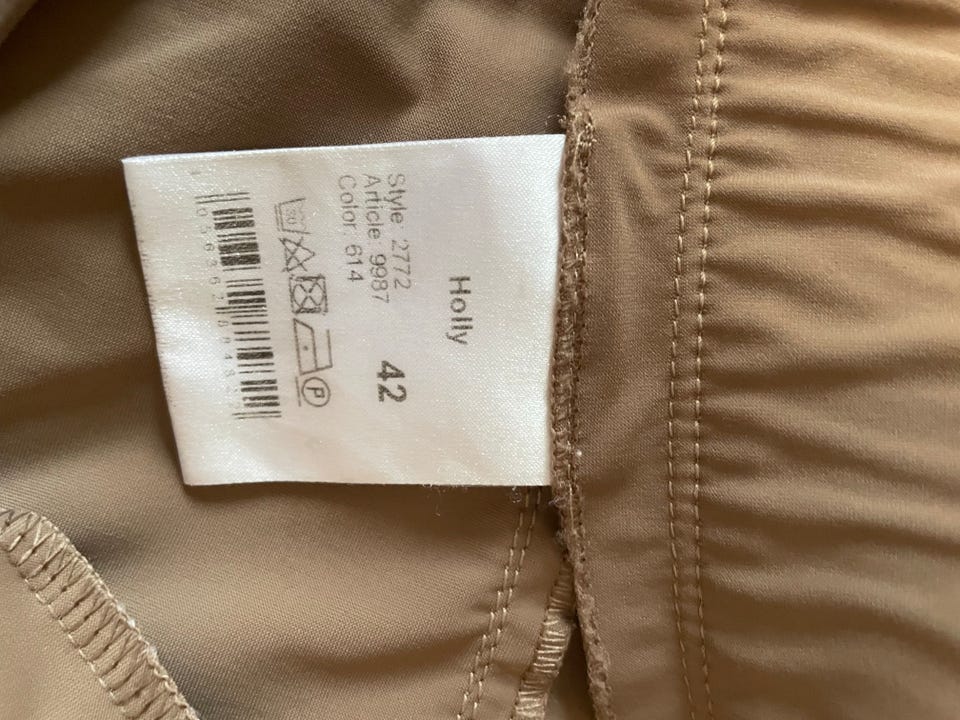 Holly
Style: 2772
Article: 9987
Color: 614
42
P